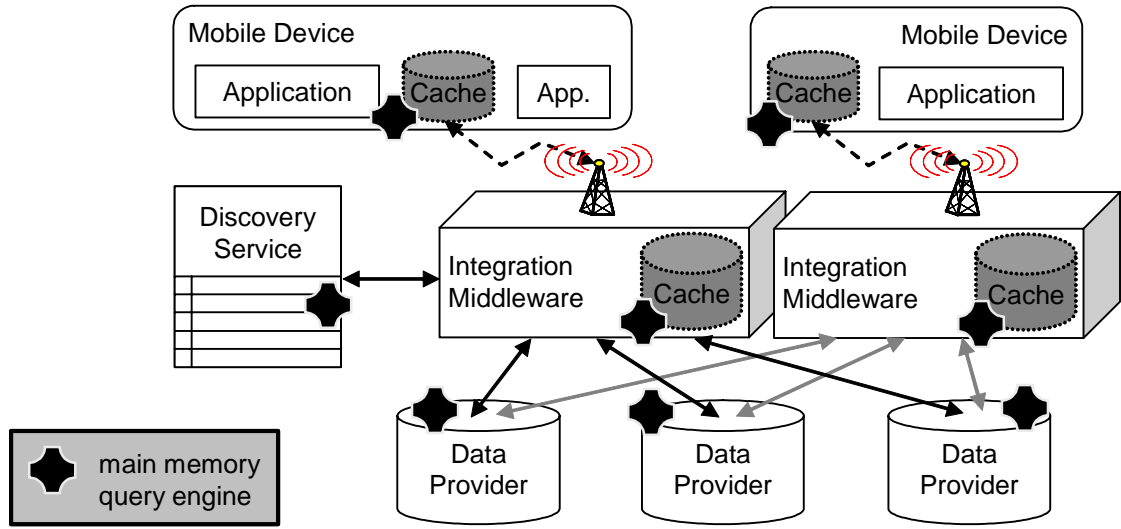 Mobile Device
Application
Cache
App.
Mobile Device
Cache
Application
Discovery
Service
Integration
Middleware
Cache
Integration
Middleware
Cache
Data
Provider
Data
Provider
Data
Provider
main memory
query engine